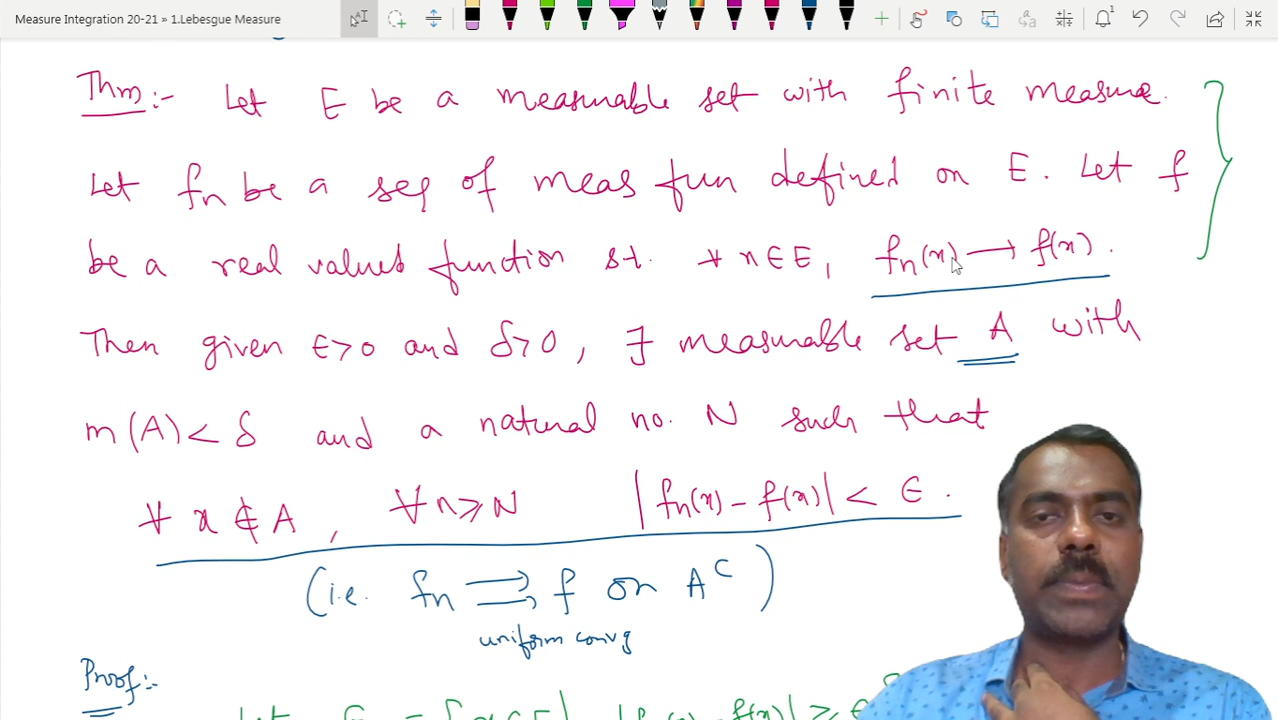 Measure Integration 20-21 » 1.Lebesgue Measure
Thm:- Let E be a measurable set with finite measure.
Let fn be a seq of meas fun defined on E. Let f
be a real valued function s.t. ∀ x∈E, fn(x) → f(x).
Then given ϵ>0 and δ>0, ∃ measurable set A with
m(A) < δ and a natural no. N such that
∀ x ∉ A, ∀ n ≥ N |fn(x) - f(x)| < ϵ.
(i.e. fn ⇉ f on A^c)
uniform convg
Proof:-